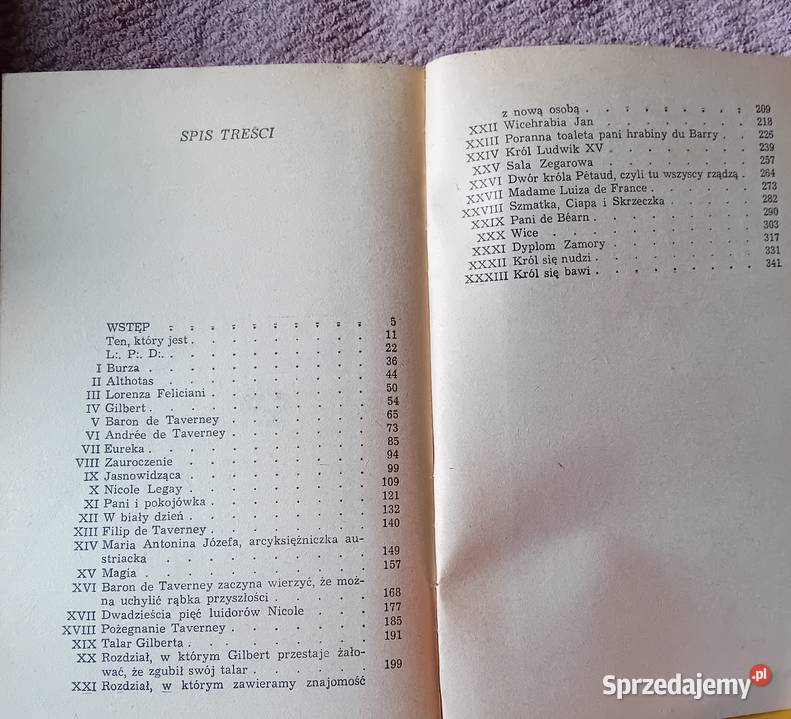 SPIS TREŚCI
WSTĘP . . . . . . . . . . 5
Ten, który jest . . . . . . . . . 11
L:. P:. D:. . . . . . . . . . . 22
I Burza . . . . . . . . . . . 36
II Althotas . . . . . . . . . . 44
III Lorenza Feliciani . . . . . . . . 50
IV Gilbert . . . . . . . . . . . 54
V Baron de Taverney . . . . . . . 65
VI Andrée de Taverney . . . . . . . 73
VII Eureka . . . . . . . . . . . 85
VIII Zauroczenie . . . . . . . . . 94
IX Jasnowidząca . . . . . . . . . 99
X Nicole Legay . . . . . . . . . 109
XI Pani i pokojówka . . . . . . . . 121
XII W biały dzień . . . . . . . . . 132
XIII Filip de Taverney . . . . . . . . 140
XIV Maria Antonina Józefa, arcyksiężniczka au-
striacka . . . . . . . . . . 149
XV Magia . . . . . . . . . . . 157
XVI Baron de Taverney zaczyna wierzyć, że moż-
na uchylić rąbka przyszłości . . . . . 168
XVII Dwadzieścia pięć luidorów Nicole . . . 177
XVIII Pożegnanie Taverney . . . . . . . 185
XIX Talar Gilberta . . . . . . . . . 191
XX Rozdział, w którym Gilbert przestaje żało-
wać, że zgubił swój talar . . . . . . 199
XXI Rozdział, w którym zawieramy znajomość
z nową osobą . . . . . . . . 209
XXII Wicehrabia Jan . . . . . . . . 218
XXIII Poranna toaleta pani hrabiny du Barry . . 226
XXIV Król Ludwik XV . . . . . . . . 239
XXV Sala Zegarowa . . . . . . . . 257
XXVI Dwór króla Pétaud, czyli tu wszyscy rządzą . 264
XXVII Madame Luiza de France . . . . . . 273
XXVIII Szmatka, Ciapa i Skrzeczka . . . . . 282
XXIX Pani de Béarn . . . . . . . . . 290
XXX Wice . . . . . . . . . . . 303
XXXI Dyplom Zamory . . . . . . . . 317
XXXII Król się nudzi . . . . . . . . . 331
XXXIII Król się bawi . . . . . . . . . 341
Sprzedajemy.pl